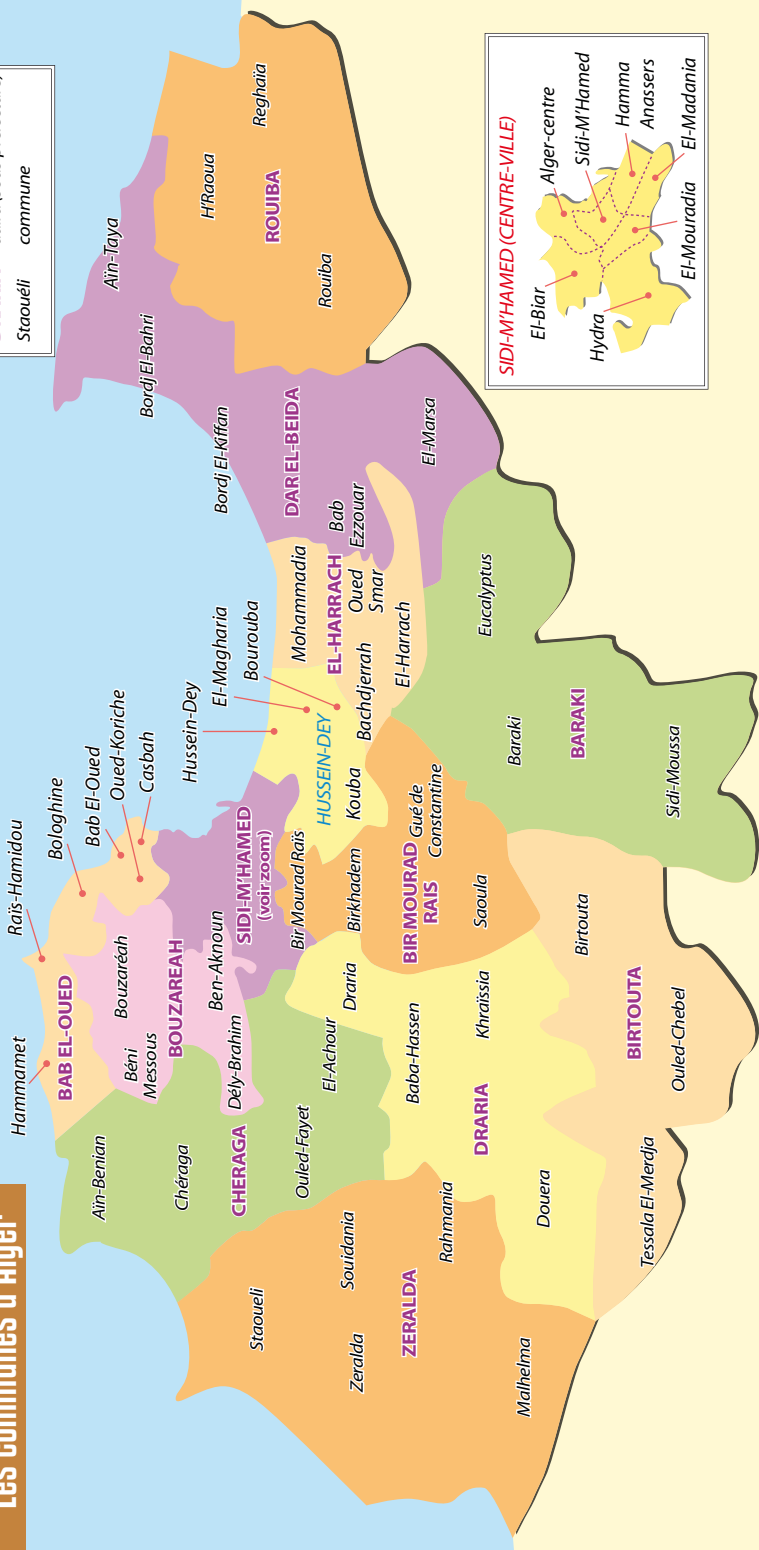 Les communes d'Alger
Staouéli commune
Hammamet
Raïs-Hamidou
Bologhine
Bab El-Oued
Oued-Koriche
Casbah
BAB EL-OUED
Aïn-Benian
Béni
Messous
Bouzaréah
BOUZAREAH
Ben-Aknoun
Dély-Brahim
Chéraga
CHERAGA
Ouled-Fayet
El-Achour
SIDI-M'HAMED
(voir zoom)
Hussein-Dey
El-Magharia
Bourouba
HUSSEIN-DEY
Kouba
Bachdjerrah
Mohammadia
EL-HARRACH
Oued
Smar
El-Harrach
Bordj El-Kiffan
Bordj El-Bahri
Aïn-Taya
DAR EL-BEIDA
Bab
Ezzouar
El-Marsa
H'Raoua
Reghaïa
ROUIBA
Rouiba
Staoueli
Souidania
Zeralda
ZERALDA
Rahmania
Malhelma
Draria
Baba-Hassen
Khraïssia
DRARIA
Douera
Bir Mourad Raïs
Birkhadem
BIR MOURAD
RAIS
Gué de
Constantine
Saoula
Eucalyptus
Baraki
BARAKI
Sidi-Moussa
Birtouta
BIRTOUTA
Ouled-Chebel
Tessala El-Merdja
SIDI-M'HAMED (CENTRE-VILLE)
El-Biar
Alger-centre
Sidi-M'Hamed
Hamma
Anassers
El-Madania
El-Mouradia
Hydra